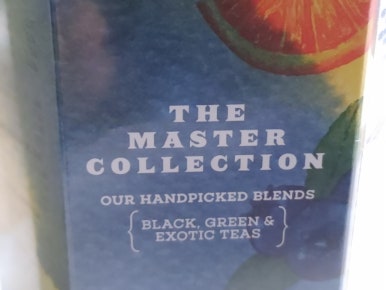 THE
MASTER
COLLECTION
OUR HANDPICKED BLENDS
{BLACK, GREEN &
EXOTIC TEAS}